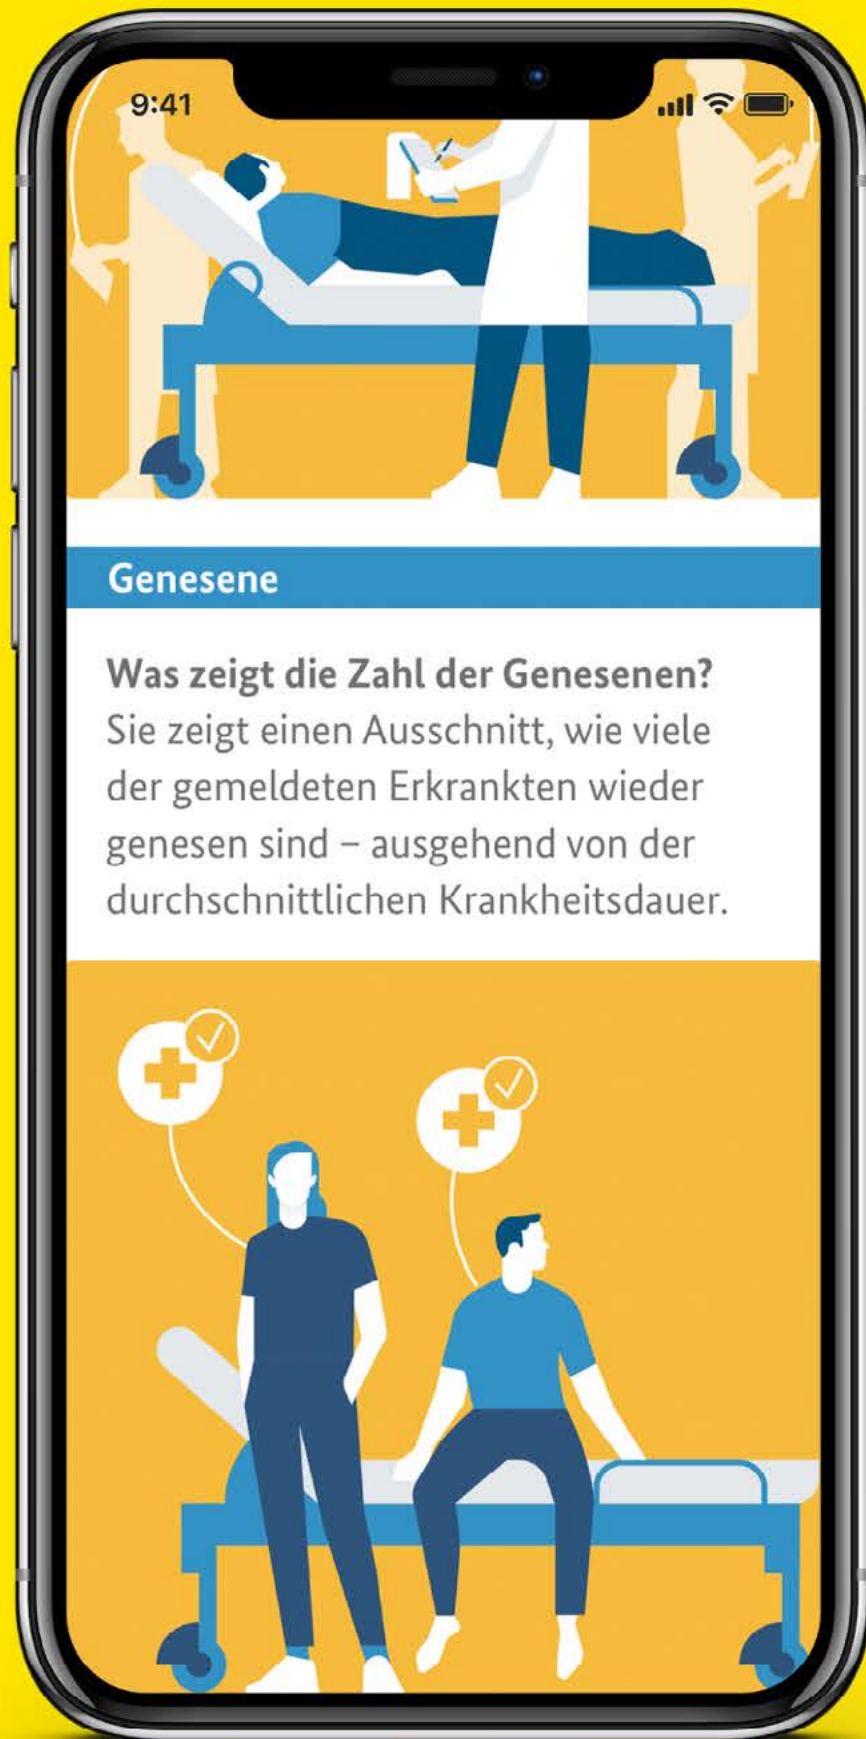 9:41
Genesene
Was zeigt die Zahl der Genesenen?
Sie zeigt einen Ausschnitt, wie viele
der gemeldeten Erkrankten wieder
genesen sind – ausgehend von der
durchschnittlichen Krankheitsdauer.